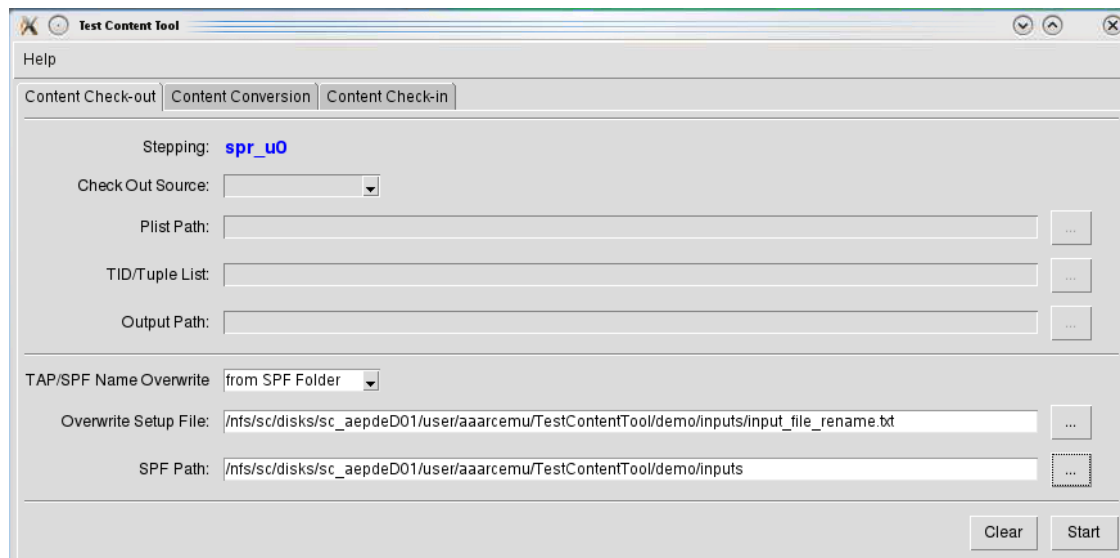 Test Content Tool
Help
Content Check-out Content Conversion Content Check-in
Stepping: spr_u0
Check Out Source:
Plist Path: ...
TID/Tuple List: ...
Output Path: ...
TAP/SPF Name Overwrite from SPF Folder
Overwrite Setup File: /nfs/sc/disks/sc_aepdeD01/user/aaarcemu/TestContentTool/demo/inputs/input_file_rename.txt ...
SPF Path: /nfs/sc/disks/sc_aepdeD01/user/aaarcemu/TestContentTool/demo/inputs ...
Clear Start